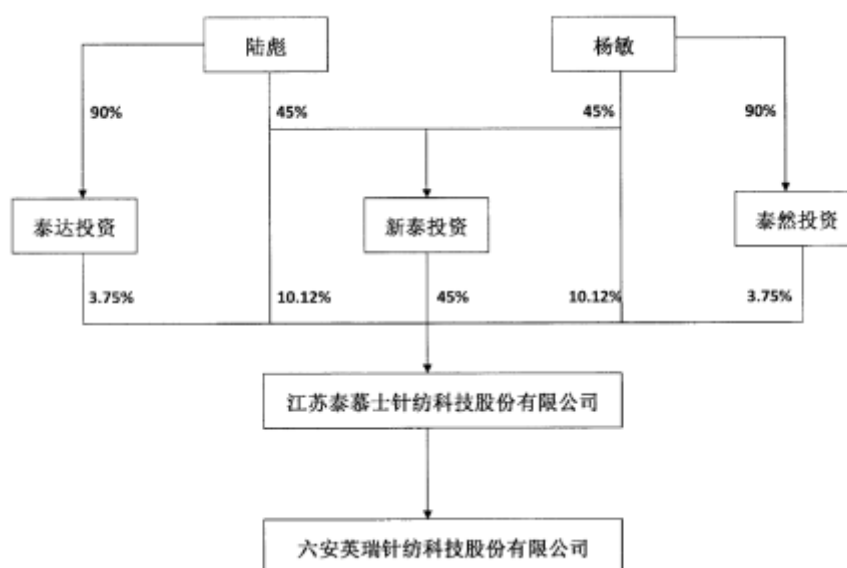 陆彪
杨敏
90%
45%
45%
90%
泰达投资
新泰投资
泰然投资
3.75%
10.12%
45%
10.12%
3.75%
江苏泰慕士针纺科技股份有限公司
六安英瑞针纺科技股份有限公司